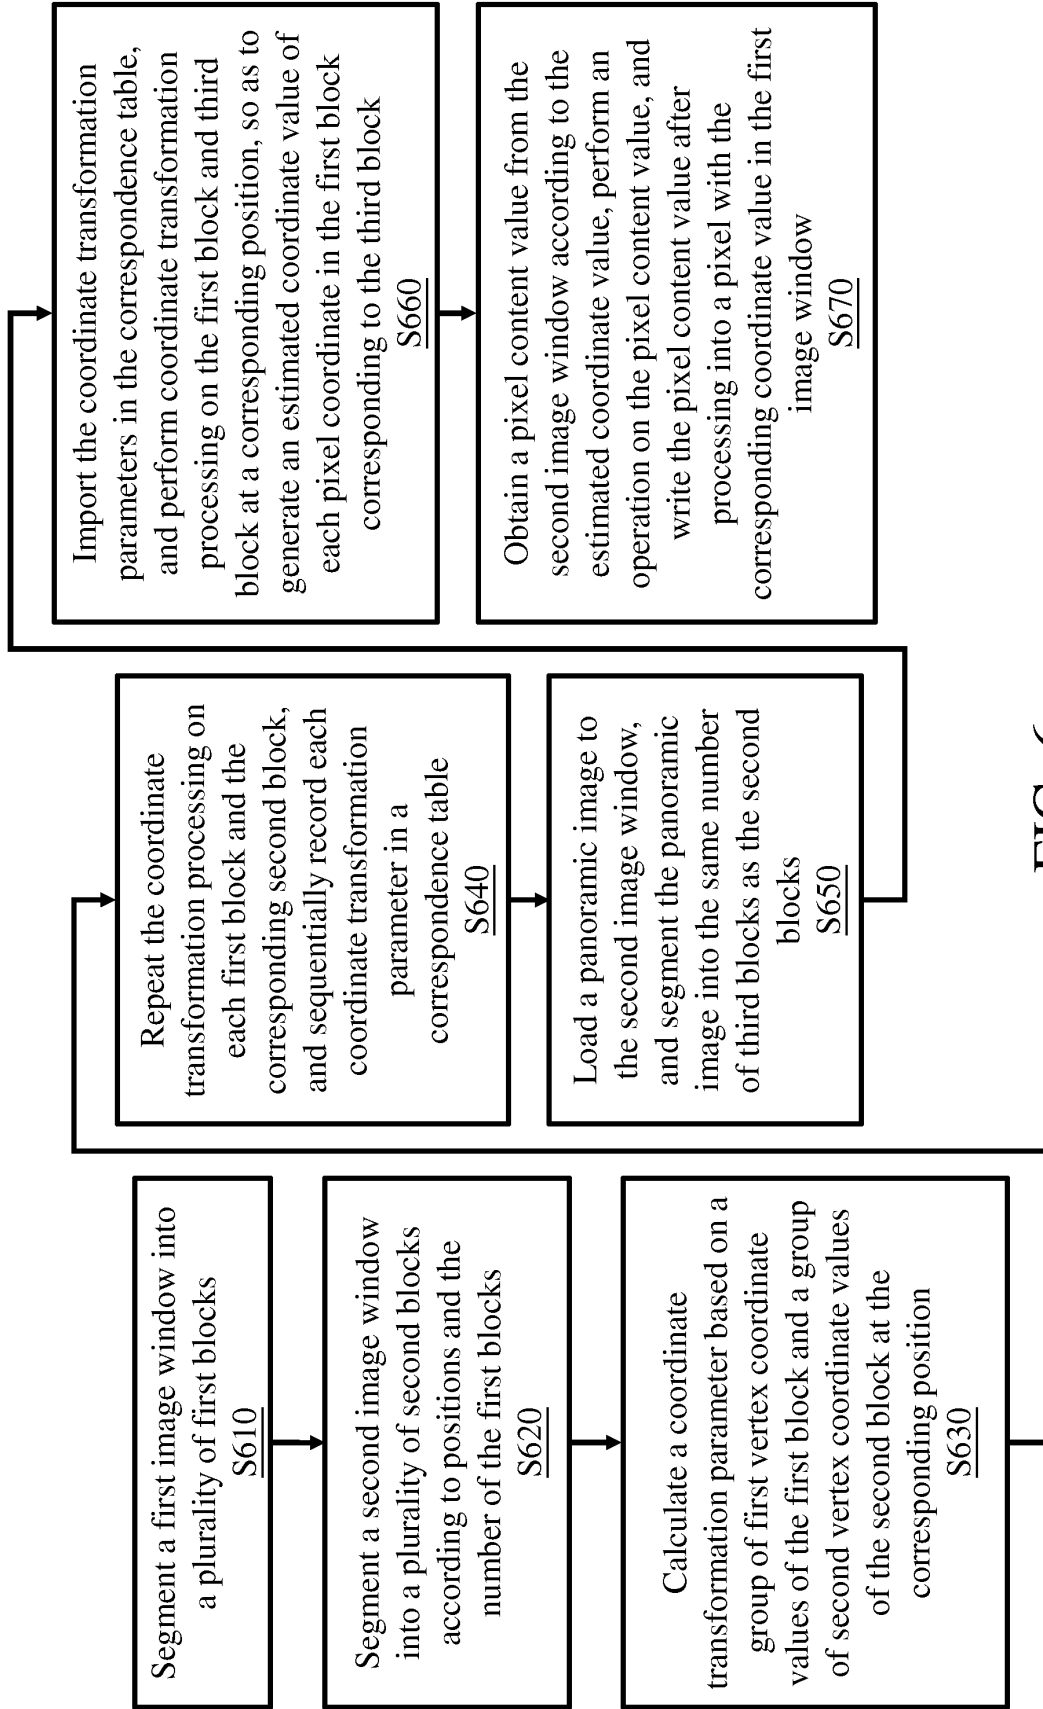 Segment a first image window into
a plurality of first blocks
S610
Segment a second image window
into a plurality of second blocks
according to positions and the
number of the first blocks
S620
Calculate a coordinate
transformation parameter based on a
group of first vertex coordinate
values of the first block and a group
of second vertex coordinate values
of the second block at the
corresponding position
S630
Repeat the coordinate
transformation processing on
each first block and the
corresponding second block,
and sequentially record each
coordinate transformation
parameter in a
correspondence table
S640
Load a panoramic image to
the second image window,
and segment the panoramic
image into the same number
of third blocks as the second
blocks
S650
Import the coordinate transformation
parameters in the correspondence table,
and perform coordinate transformation
processing on the first block and third
block at a corresponding position, so as to
generate an estimated coordinate value of
each pixel coordinate in the first block
corresponding to the third block
S660
Obtain a pixel content value from the
second image window according to the
estimated coordinate value, perform an
operation on the pixel content value, and
write the pixel content value after
processing into a pixel with the
corresponding coordinate value in the first
image window
S670
FIG.